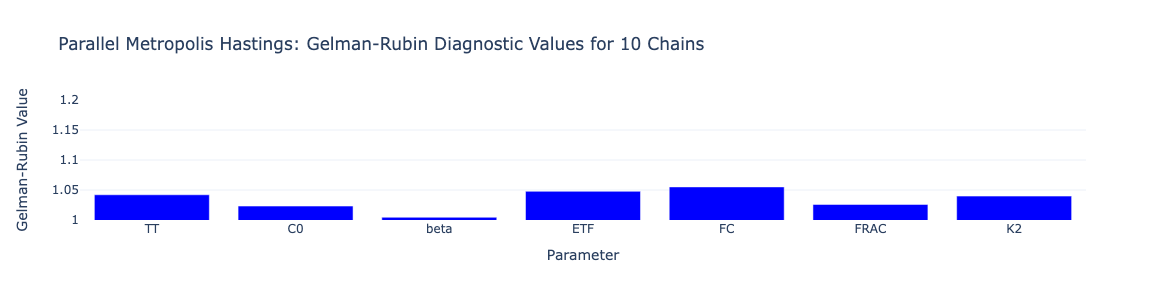 Parallel Metropolis Hastings: Gelman-Rubin Diagnostic Values for 10 Chains
Gelman-Rubin Value
1.2
1.15
1.1
1.05
1
TT C0 beta ETF FC FRAC K2
Parameter